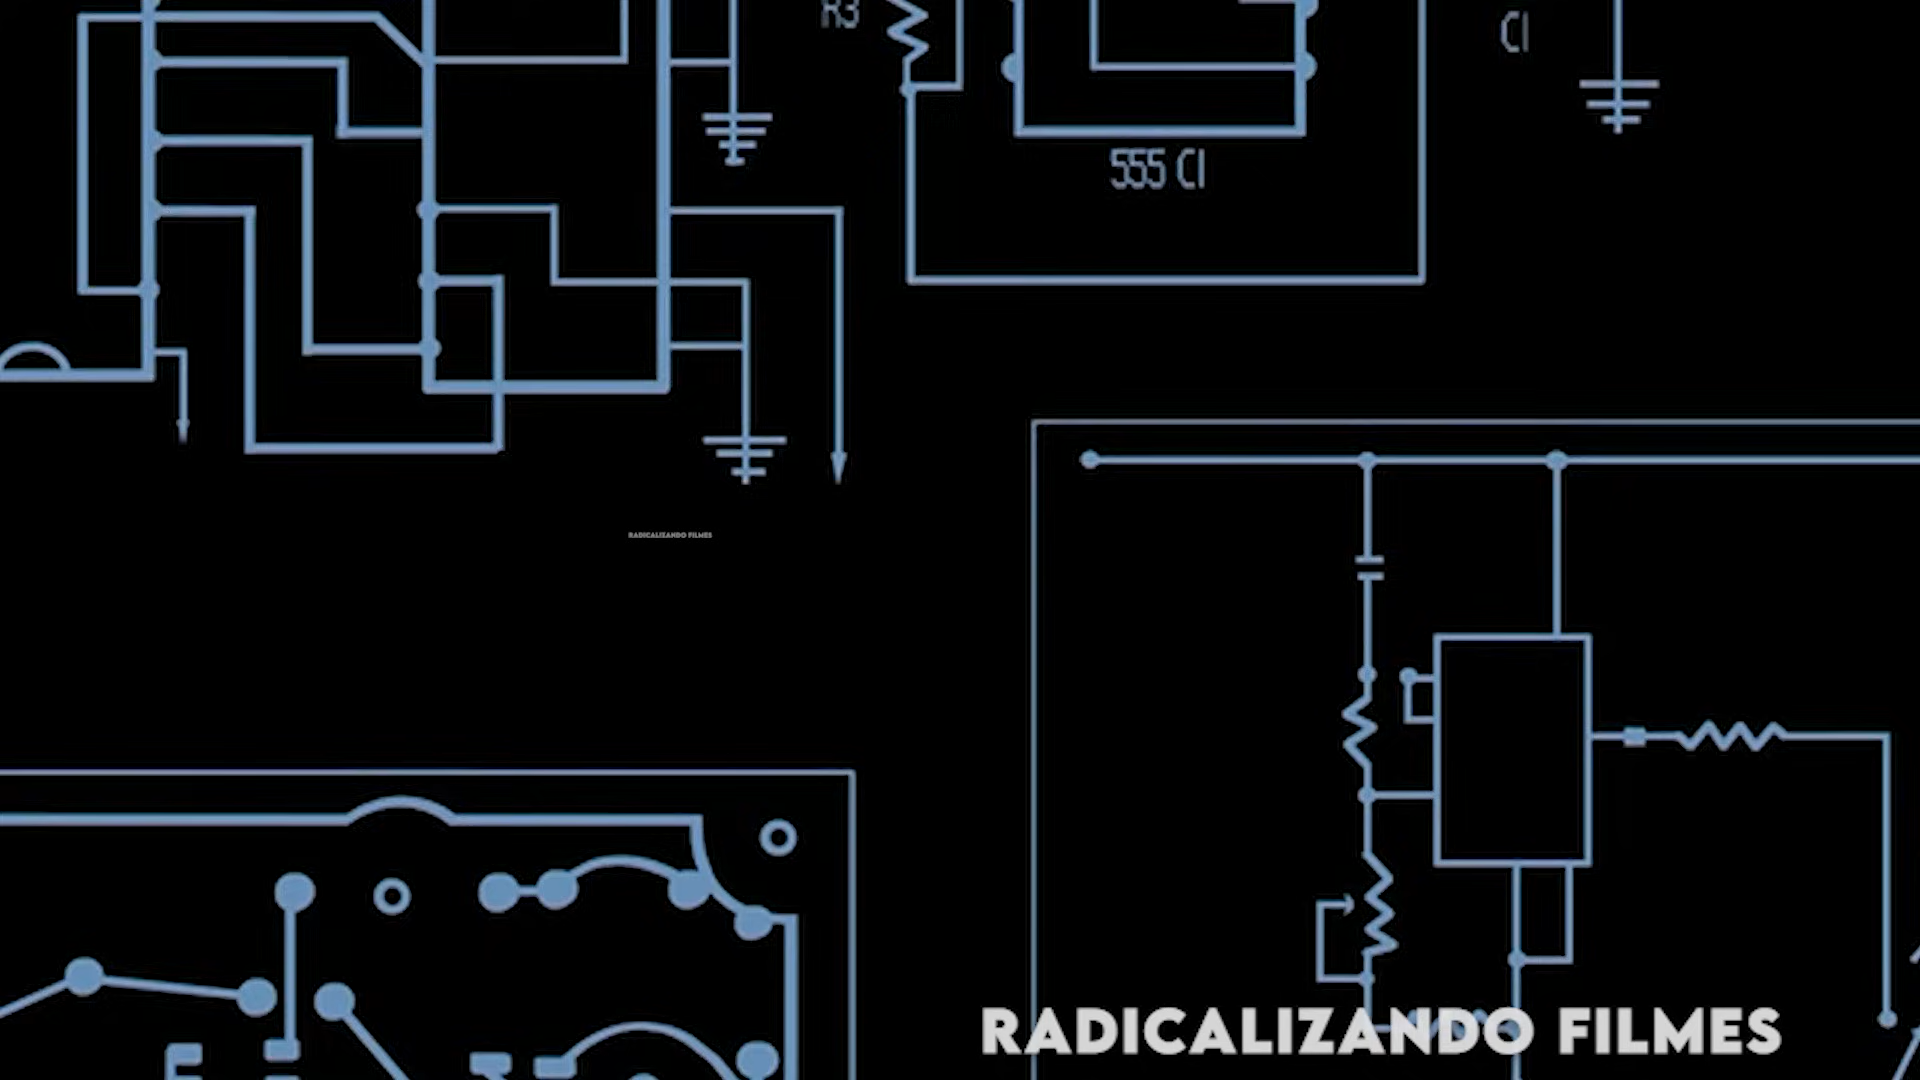 R3
CI
555 CI
RADICALIZANDO FILMES
RADICALIZANDO FILMES